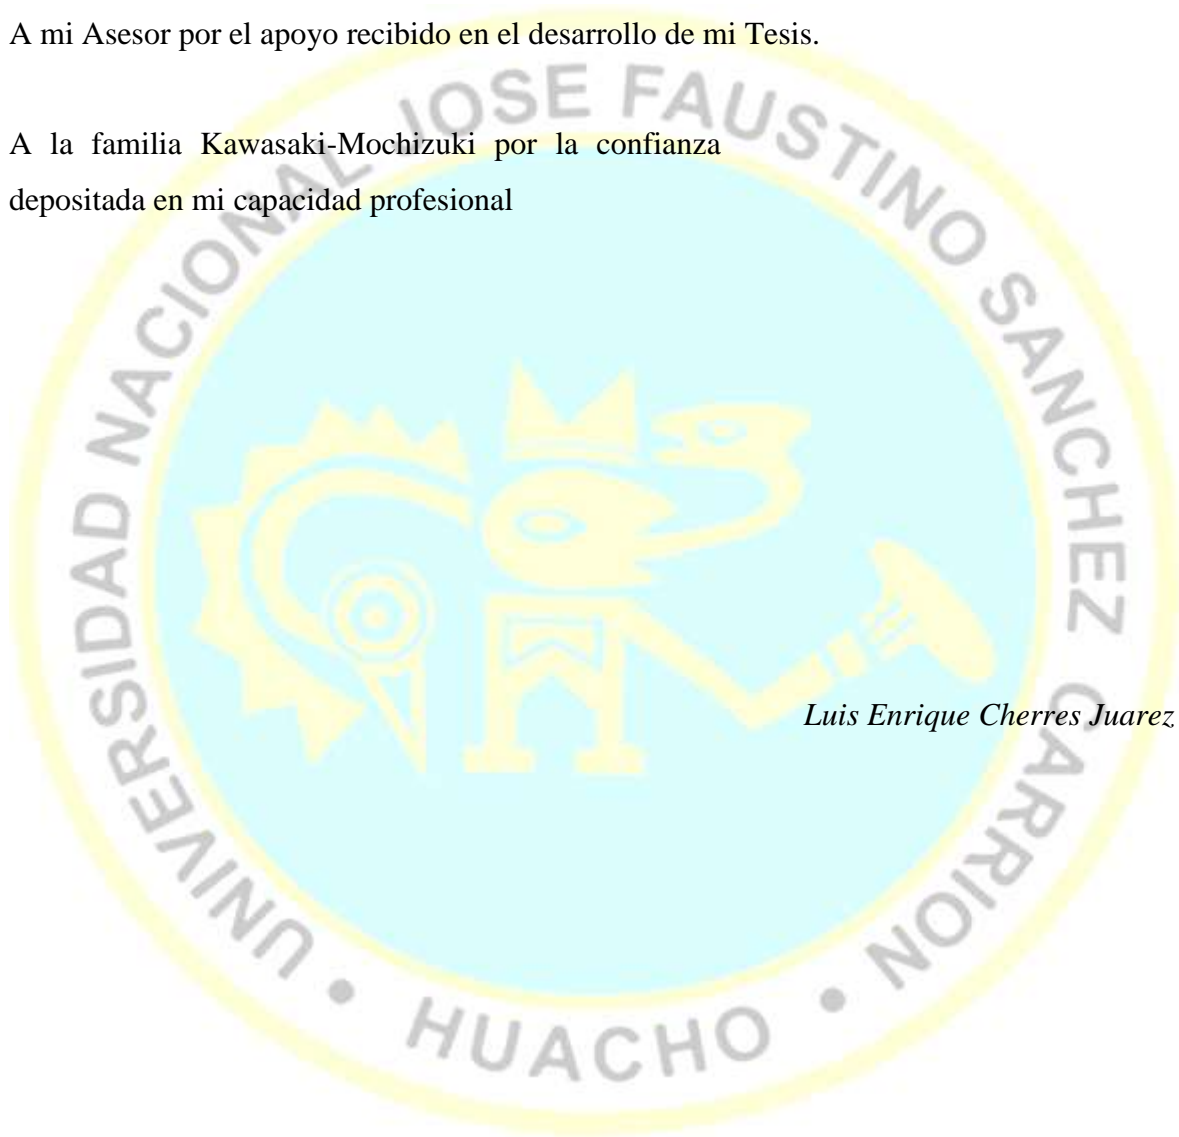 A mi Asesor por el apoyo recibido en el desarrollo de mi Tesis.
A la familia Kawasaki-Mochizuki por la confianza
depositada en mi capacidad profesional
Luis Enrique Cherres Juarez
UNIVERSIDAD NACIONAL JOSE FAUSTINO SANCHEZ CARRION • HUACHO •